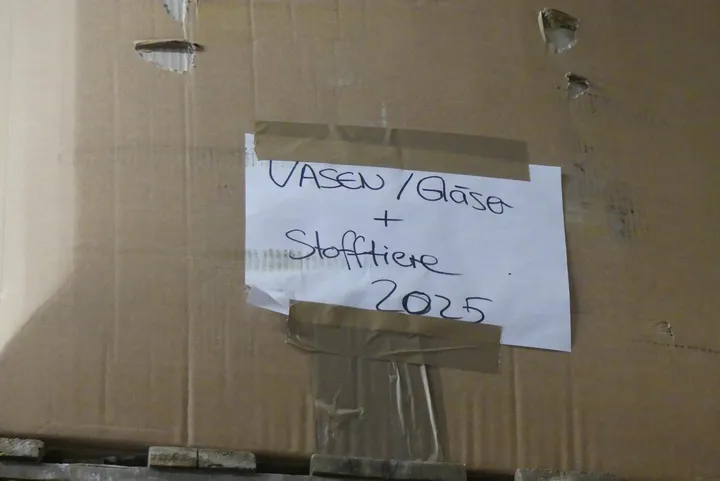 VASEN / Gläser
+
Stofftiere
2025